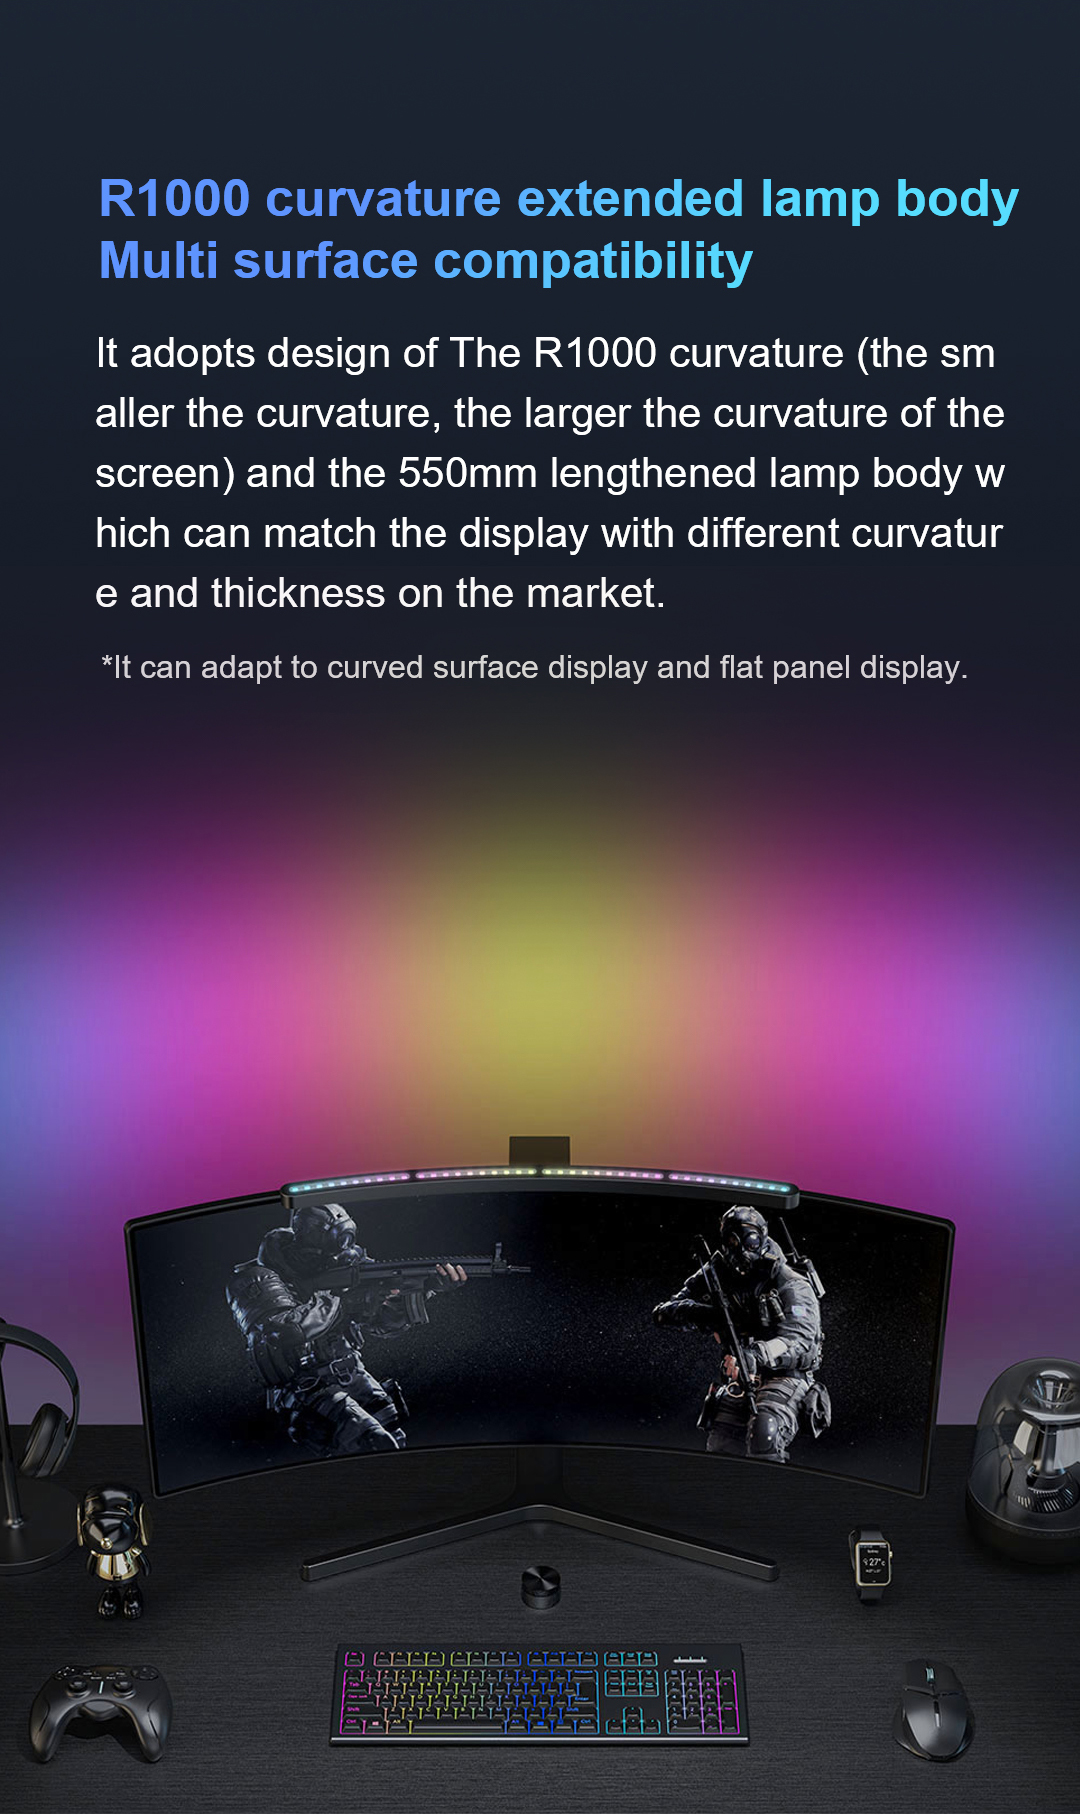 R1000 curvature extended lamp body
Multi surface compatibility
It adopts design of The R1000 curvature (the sm
aller the curvature, the larger the curvature of the
screen) and the 550mm lengthened lamp body w
hich can match the display with different curvatur
e and thickness on the market.
*It can adapt to curved surface display and flat panel display.
27°c